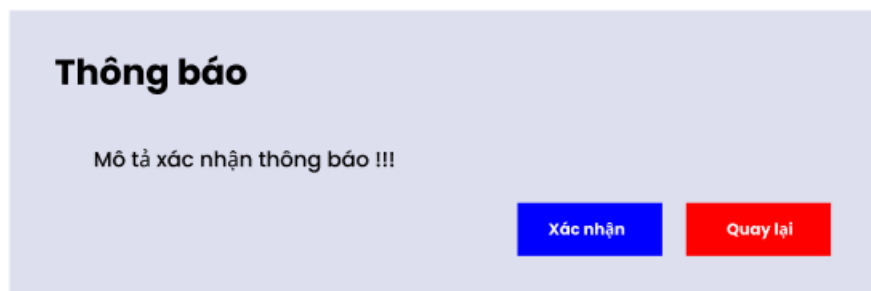 Thông báo
Mô tả xác nhận thông báo !!!
Xác nhận
Quay lại